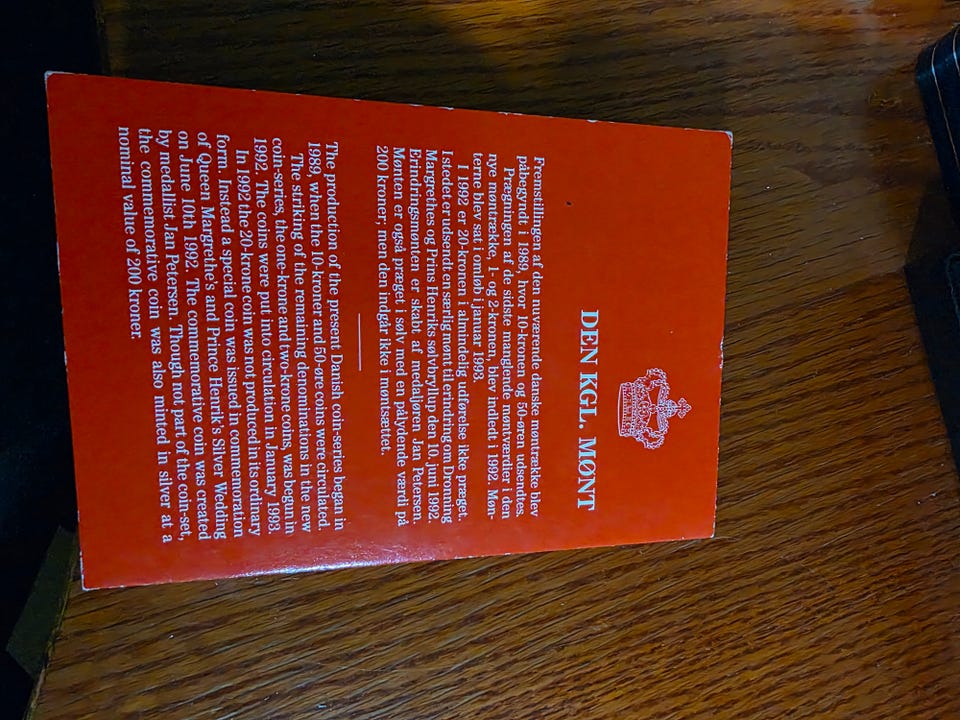 DEN KGL. MØNT
Fremstillingen af den nuværende danske møntrække blev
påbegyndt i 1989, hvor 10-kronen og 50-øren udsendes.
Prægningen af de sidste manglende møntværdier i den
nye møntrække, 1- og 2-kronen, blev indledt i 1992. Møn-
terne blev sat i omløb i januar 1993.
I 1992 er 20-kronen i almindelig udførelse ikke præget.
I stedet er udsendt en særlig mønt til erindring om Dronning
Margrethes og Prins Henriks sølvbryllup den 10. juni 1992.
Erindringsmønten er skabt af medaljøren Jan Petersen.
Mønten er også præget i sølv med en pålydende værdi på
200 kroner; men den indgår ikke i møntsættet.
The production of the present Danish coin-series begun in
1989, when the 10-kroner and 50-øre coins were circulated.
The striking of the remaining denominations in the new
coin-series, the one-krone and two-krone coins, was begun in
1992. The coins were put into circulation in January 1993.
In 1992 the 20-krone coin was not produced in its ordinary
form. Instead a special coin was issued in commemoration
of Queen Margrethe's and Prince Henrik's Silver Wedding
on June 10th 1992. The commemorative coin was created
by medallist Jan Petersen. Though not part of the coin-set,
the commemorative coin was also minted in silver at a
nominal value of 200 kroner.